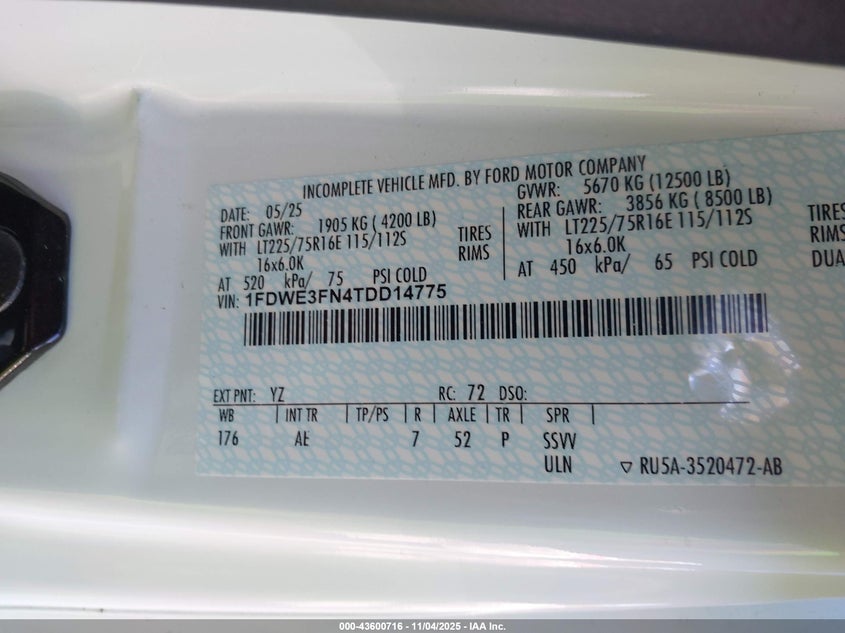 INCOMPLETE VEHICLE MFD. BY FORD MOTOR COMPANY
DATE: 05/25 GVWR: 5670 KG (12500 LB)
FRONT GAWR: 1905 KG ( 4200 LB) REAR GAWR: 3856 KG ( 8500 LB)
WITH LT225/75R16E 115/112S TIRES WITH LT225/75R16E 115/112S TIRES
16x6.0K RIMS 16x6.0K RIMS
AT 520 kPa/ 75 PSI COLD AT 450 kPa/ 65 PSI COLD DUA
VIN: 1FDWE3FN4TDD14775
EXT PNT: YZ RC: 72 DSO:
WB | INT TR | TP/PS | R | AXLE | TR | SPR |
176 AE 7 52 P SSVV
ULN ▽ RU5A-3520472-AB
000-43600716 - 11/04/2025 - IAA Inc.